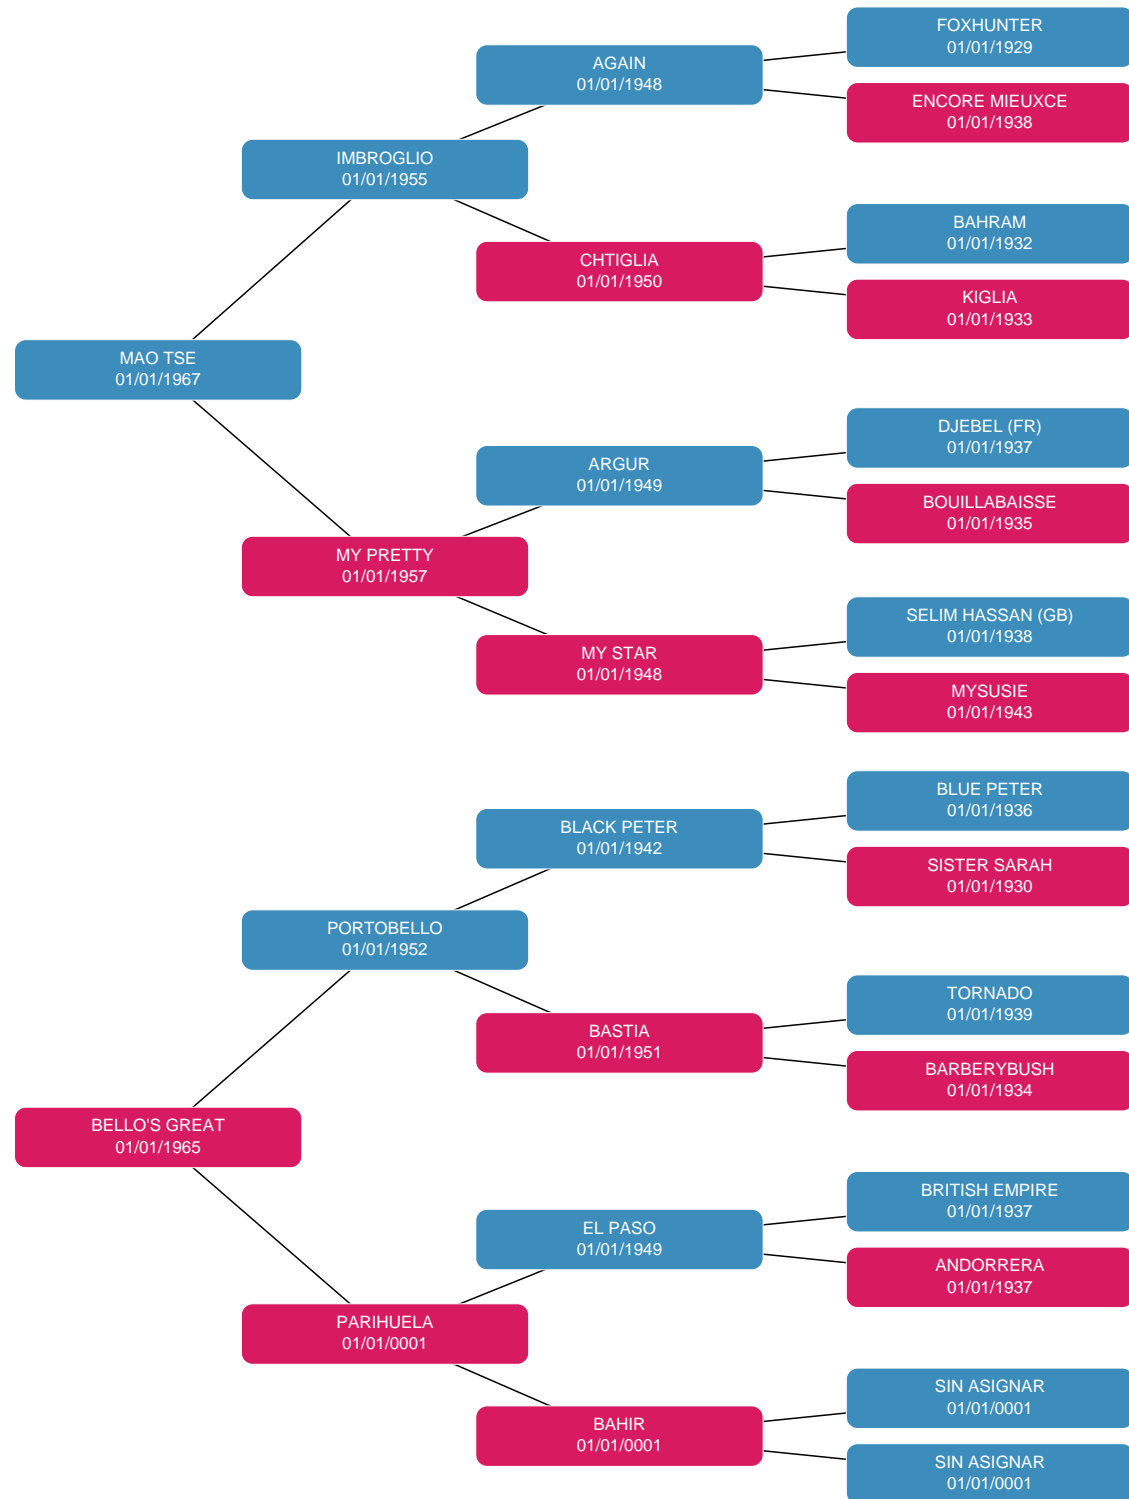 FOXHUNTER
01/01/1929
AGAIN
01/01/1948
ENCORE MIEUXCE
01/01/1938
IMBROGLIO
01/01/1955
BAHRAM
01/01/1932
CHTIGLIA
01/01/1950
KIGLIA
01/01/1933
MAO TSE
01/01/1967
DJEBEL (FR)
01/01/1937
ARGUR
01/01/1949
BOUILLABAISSE
01/01/1935
MY PRETTY
01/01/1957
SELIM HASSAN (GB)
01/01/1938
MY STAR
01/01/1948
MYSUSIE
01/01/1943
BLUE PETER
01/01/1936
BLACK PETER
01/01/1942
SISTER SARAH
01/01/1930
PORTOBELLO
01/01/1952
TORNADO
01/01/1939
BASTIA
01/01/1951
BARBERYBUSH
01/01/1934
BELLO'S GREAT
01/01/1965
BRITISH EMPIRE
01/01/1937
EL PASO
01/01/1949
ANDORRERA
01/01/1937
PARIHUELA
01/01/0001
SIN ASIGNAR
01/01/0001
BAHIR
01/01/0001
SIN ASIGNAR
01/01/0001